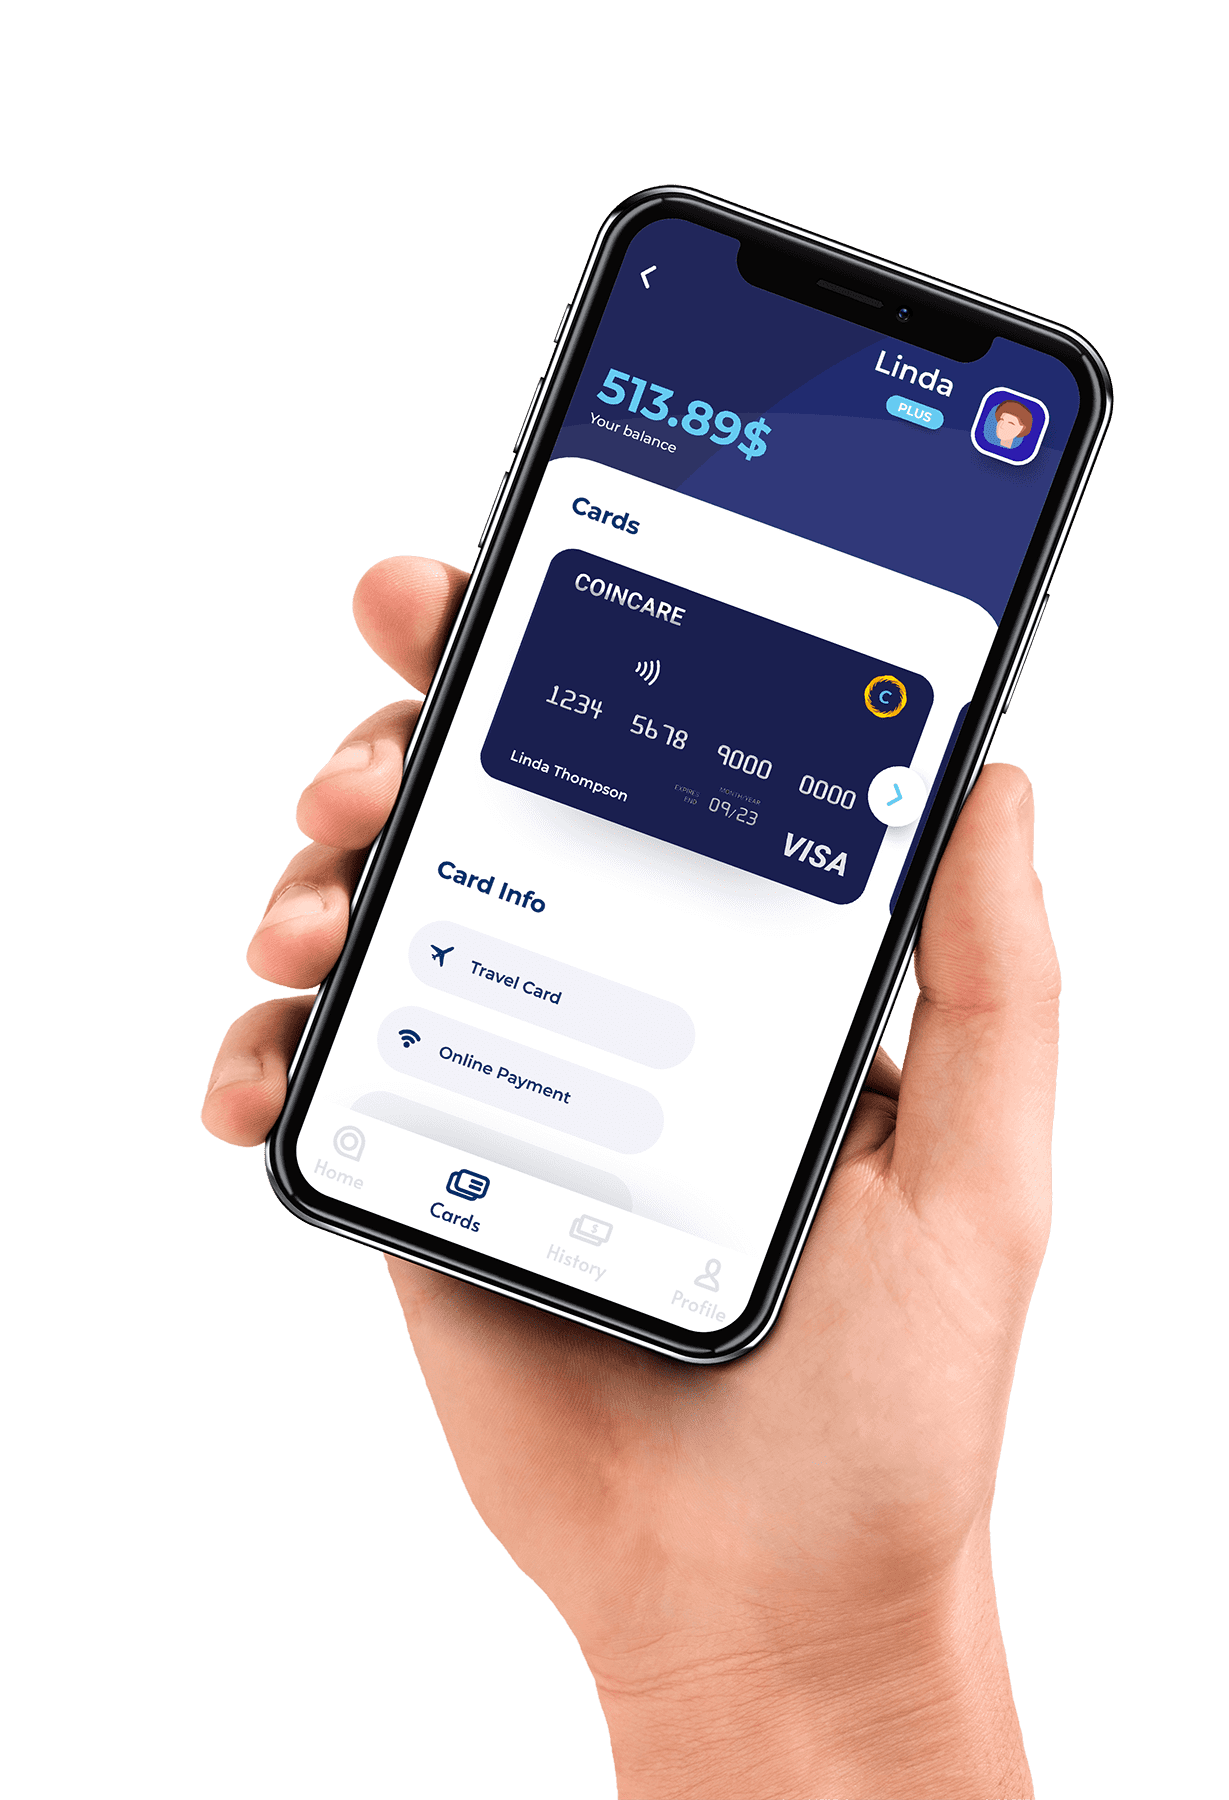 Linda
PLUS
513.89$
Your balance
Cards
COINCARE
C
1234 5678 9000 0000
Linda Thompson
EXPIRES END
MONTH/YEAR
09/23
VISA
Card Info
Travel Card
Online Payment
Home
Cards
$
History
Profile